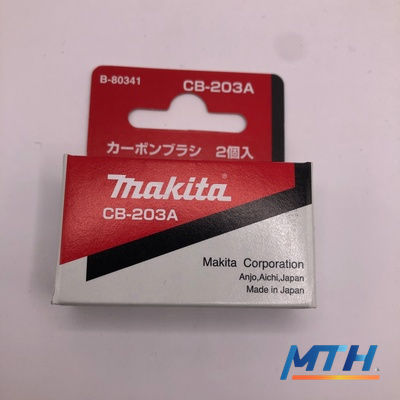 B-80341 CB-203A
カーボンブラシ 2個入
makita
CB-203A
Makita Corporation
Anjo,Aichi,Japan
Made in Japan
MTH